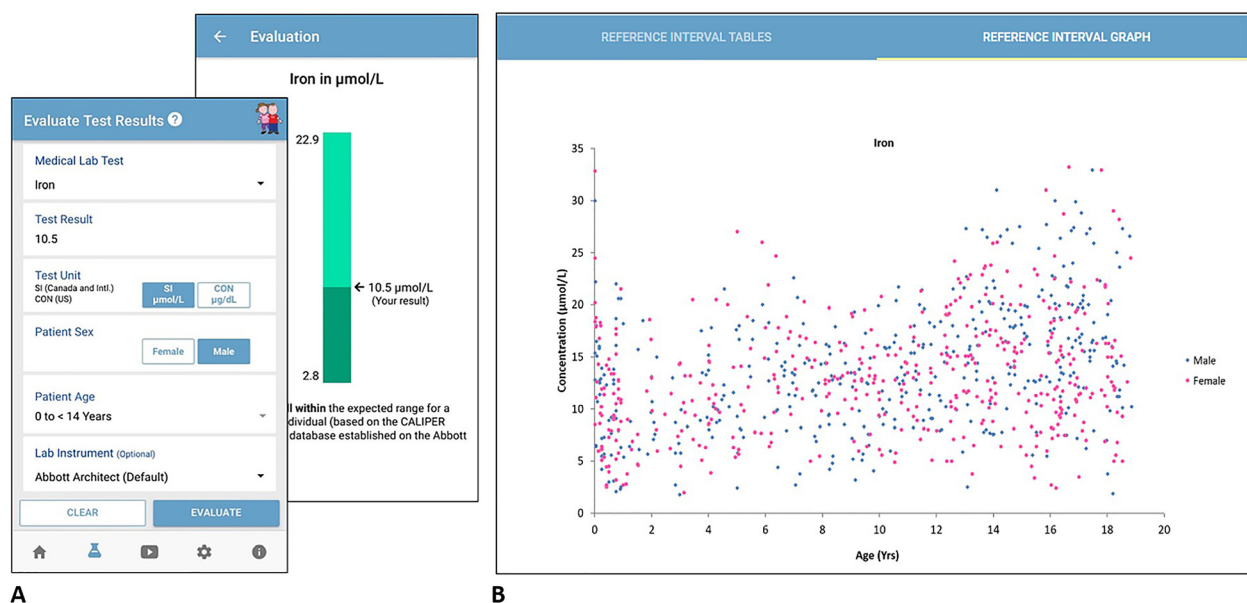 Evaluation
Iron in µmol/L
22.9
10.5 µmol/L
(Your result)
2.8
ll within the expected range for a
dividual (based on the CALIPER
database established on the Abbott
Evaluate Test Results ?
Medical Lab Test
Iron
Test Result
10.5
Test Unit
SI (Canada and Intl.)
CON (US)
SI
µmol/L
CON
µg/dL
Patient Sex
Female
Male
Patient Age
0 to < 14 Years
Lab Instrument (Optional)
Abbott Architect (Default)
CLEAR
EVALUATE
A
REFERENCE INTERVAL TABLES
REFERENCE INTERVAL GRAPH
Iron
Concentration (µmol/L)
35
30
25
20
15
10
5
0
0 2 4 6 8 10 12 14 16 18 20
Age (Yrs)
Male
Female
B